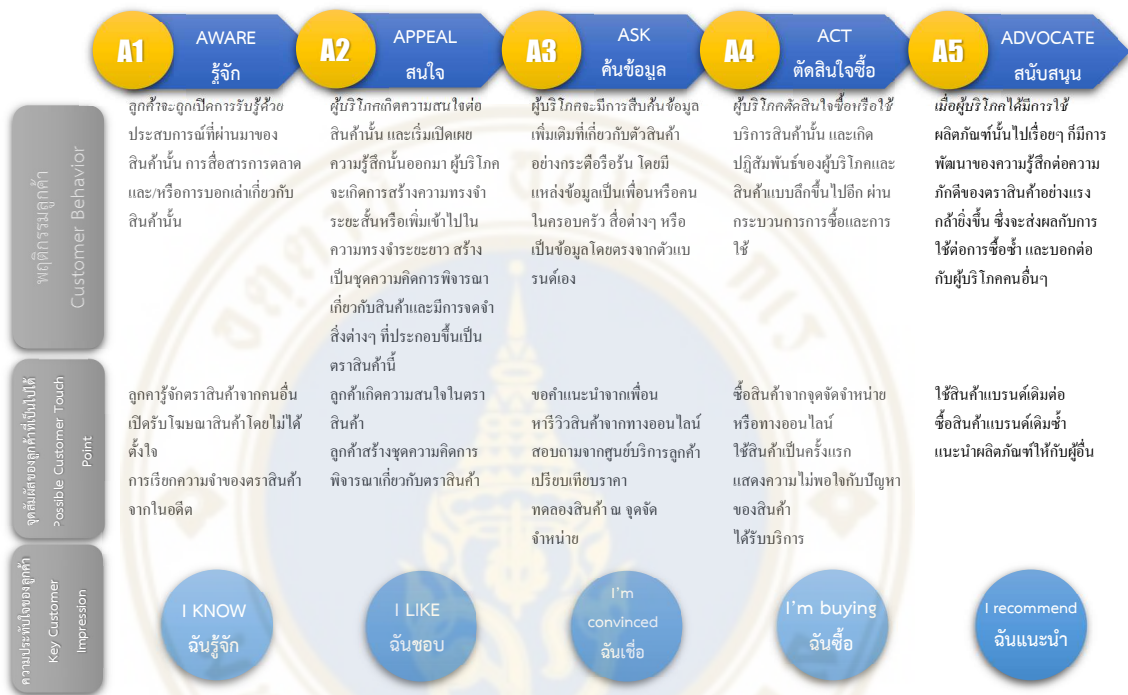 A1
AWARE
รู้จัก
A2
APPEAL
สนใจ
A3
ASK
ค้นข้อมูล
A4
ACT
ตัดสินใจซื้อ
A5
ADVOCATE
สนับสนุน
พฤติกรรมลูกค้า
Customer Behavior
ลูกค้าจะถูกเปิดการรับรู้ด้วย
ประสบการณ์ที่ผ่านมาของ
สินค้านั้น การสื่อสารการตลาด
และ/หรือการบอกเล่าเกี่ยวกับ
สินค้านั้น
ผู้บริโภคเกิดความสนใจต่อ
สินค้านั้น และเริ่มเปิดเผย
ความรู้สึกนั้นออกมา ผู้บริโภค
จะเกิดการสร้างความทรงจำ
ระยะสั้นหรือเพิ่มเข้าไปใน
ความทรงจำระยะยาว สร้าง
เป็นชุดความคิดการพิจารณา
เกี่ยวกับสินค้าและมีการจดจำ
สิ่งต่างๆ ที่ประกอบขึ้นเป็น
ตราสินค้านี้
ผู้บริโภคจะมีการสืบค้นข้อมูล
เพิ่มเติมที่เกี่ยวกับตัวสินค้า
อย่างกระตือรือร้น โดยมี
แหล่งข้อมูลเป็นเพื่อนหรือคน
ในครอบครัว สื่อต่างๆ หรือ
เป็นข้อมูลโดยตรงจากตัวแบ
รนด์เอง
ผู้บริโภคตัดสินใจซื้อหรือใช้
บริการสินค้านั้น และเกิด
ปฏิสัมพันธ์ของผู้บริโภคและ
สินค้าแบบลึกขึ้นไปอีก ผ่าน
กระบวนการการซื้อและการ
ใช้
เมื่อผู้บริโภคได้มีการใช้
ผลิตภัณฑ์นั้นไปเรื่อยๆ ก็มีการ
พัฒนาของความรู้สึกต่อความ
ภักดีของตราสินค้าอย่างแรง
กล้ายิ่งขึ้น ซึ่งจะส่งผลกับการ
ใช้ต่อการซื้อซ้ำ และบอกต่อ
กับผู้บริโภคคนอื่นๆ
จุดสัมผัสของลูกค้าที่เป็นไปได้
Possible Customer Touch
Point
ลูกคารู้จักตราสินค้าจากคนอื่น
เปิดรับโฆษณาสินค้าโดยไม่ได้
ตั้งใจ
การเรียกความจำของตราสินค้า
จากในอดีต
ลูกค้าเกิดความสนใจในตรา
สินค้า
ลูกค้าสร้างชุดความคิดการ
พิจารณาเกี่ยวกับตราสินค้า
ขอคำแนะนำจากเพื่อน
หารีวิวสินค้าจากทางออนไลน์
สอบถามจากศูนย์บริการลูกค้า
เปรียบเทียบราคา
ทดลองสินค้า ณ จุดจัด
จำหน่าย
ซื้อสินค้าจากจุดจัดจำหน่าย
หรือทางออนไลน์
ใช้สินค้าเป็นครั้งแรก
แสดงความไม่พอใจกับปัญหา
ของสินค้า
ได้รับบริการ
ใช้สินค้าแบรนด์เดิมต่อ
ซื้อสินค้าแบรนด์เดิมซ้ำ
แนะนำผลิตภัณฑ์ให้กับผู้อื่น
ความประทับใจของลูกค้า
Key Customer
Impression
I KNOW
ฉันรู้จัก
I LIKE
ฉันชอบ
I'm
convinced
ฉันเชื่อ
I'm buying
ฉันซื้อ
I recommend
ฉันแนะนำ